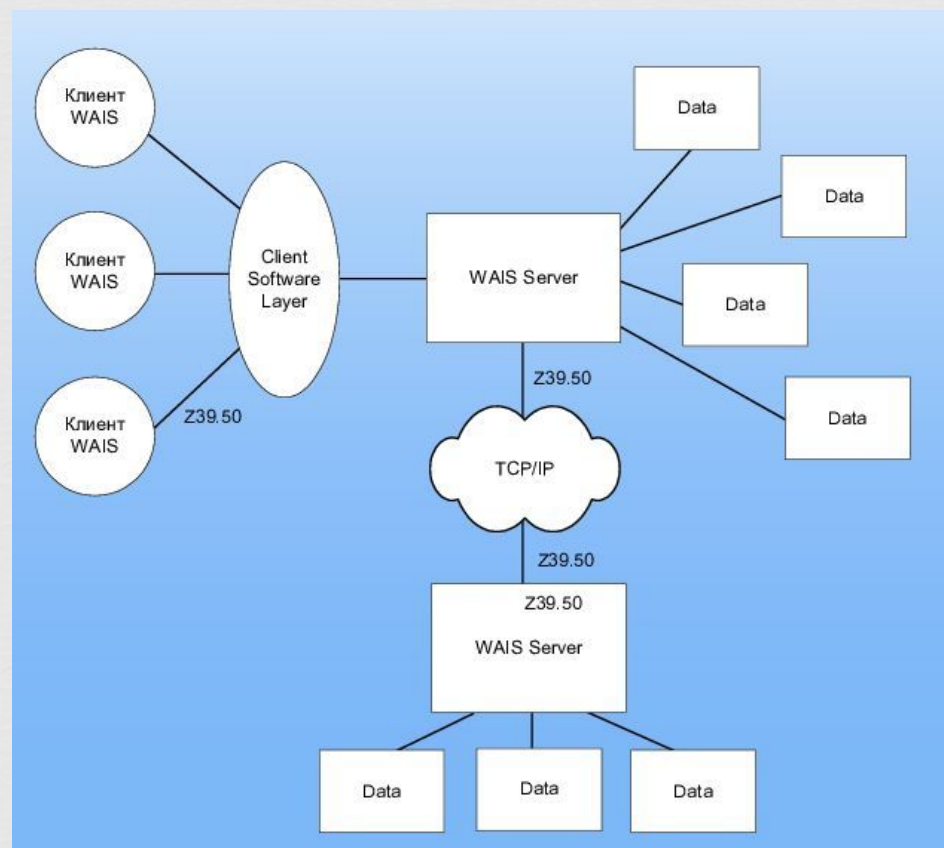 Клиент
WAIS
Клиент
WAIS
Клиент
WAIS
Z39.50
Client
Software
Layer
WAIS Server
Data
Data
Data
Data
Z39.50
TCP/IP
Z39.50
Z39.50
WAIS Server
Data
Data
Data